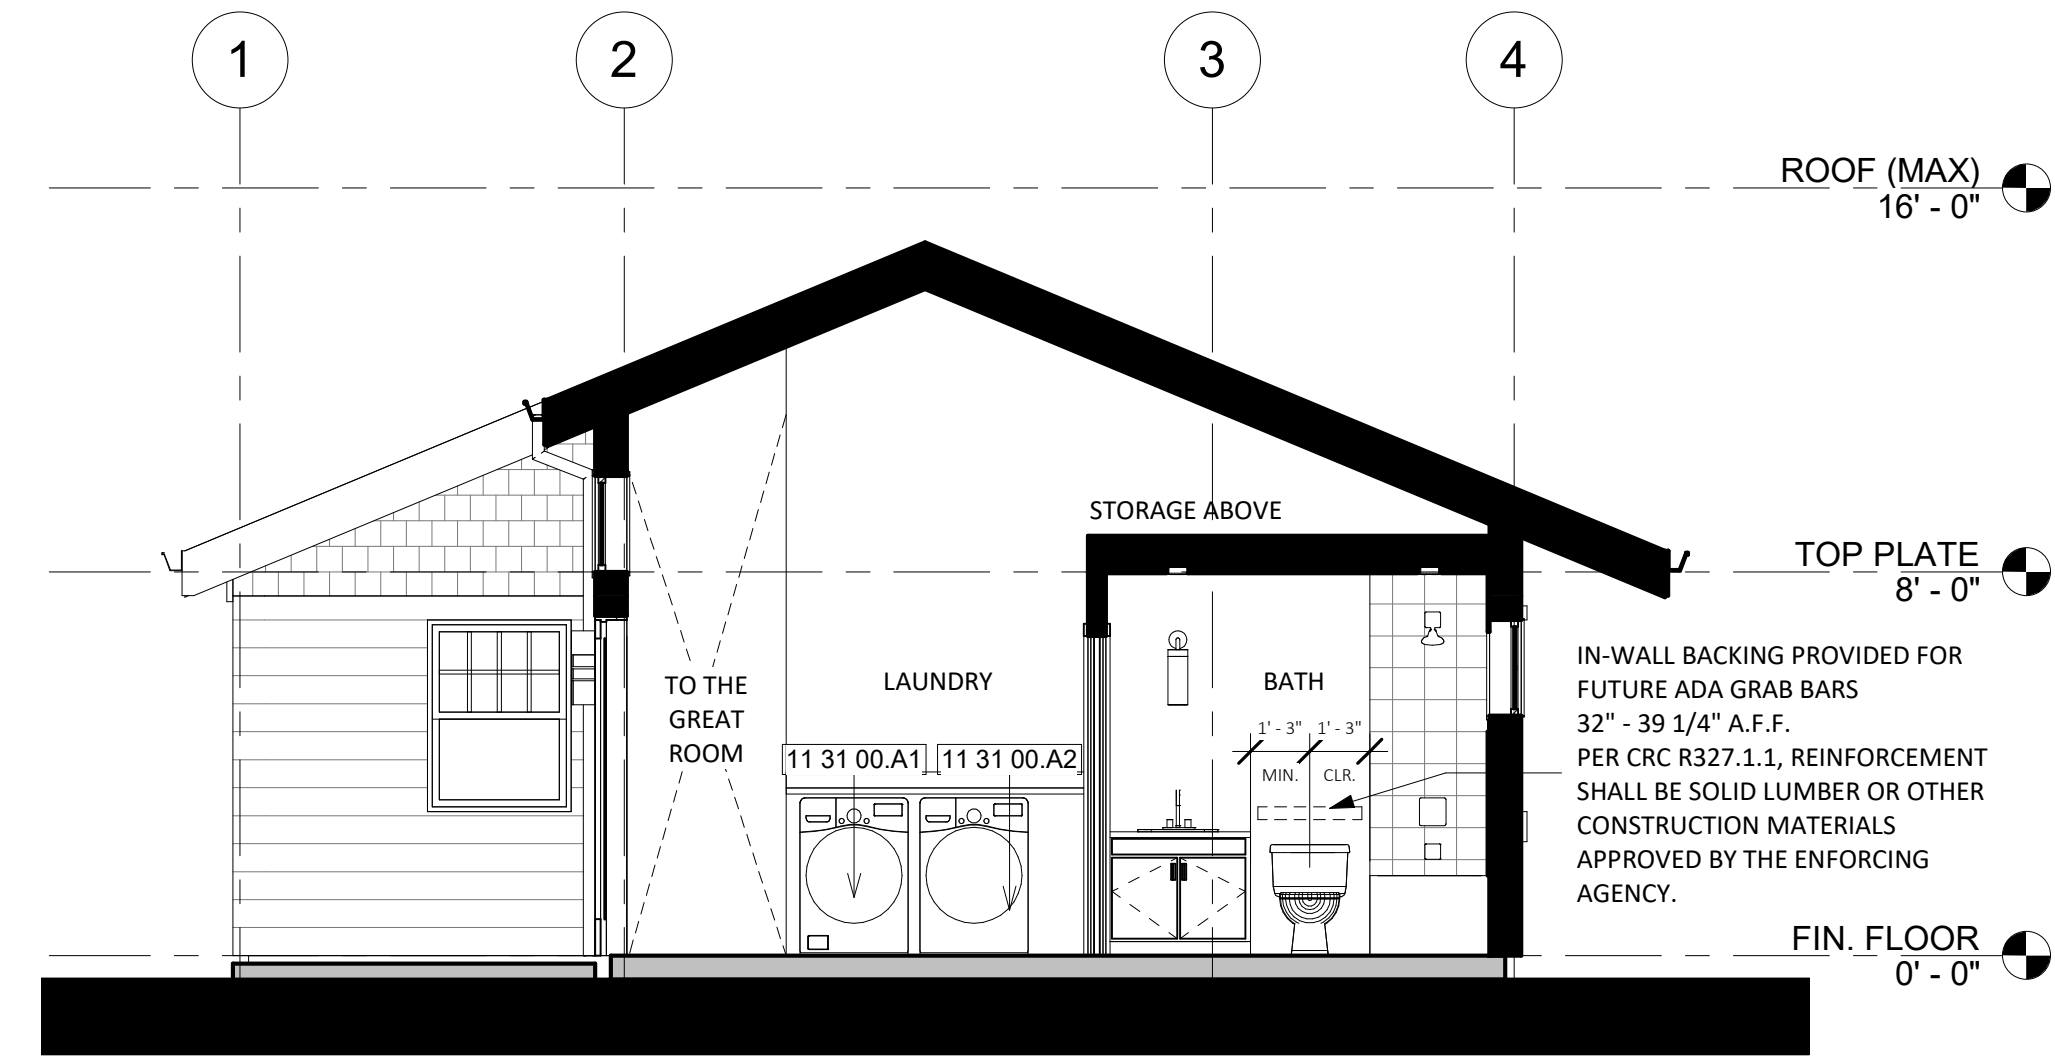 1
2
3
4
ROOF (MAX)
16' - 0"
STORAGE ABOVE
TOP PLATE
8' - 0"
TO THE
GREAT
ROOM
LAUNDRY
BATH
IN-WALL BACKING PROVIDED FOR
FUTURE ADA GRAB BARS
32" - 39 1/4" A.F.F.
PER CRC R327.1.1, REINFORCEMENT
SHALL BE SOLID LUMBER OR OTHER
CONSTRUCTION MATERIALS
APPROVED BY THE ENFORCING
AGENCY.
1' - 3"
1' - 3"
MIN.
CLR.
11 31 00.A1
11 31 00.A2
FIN. FLOOR
0' - 0"